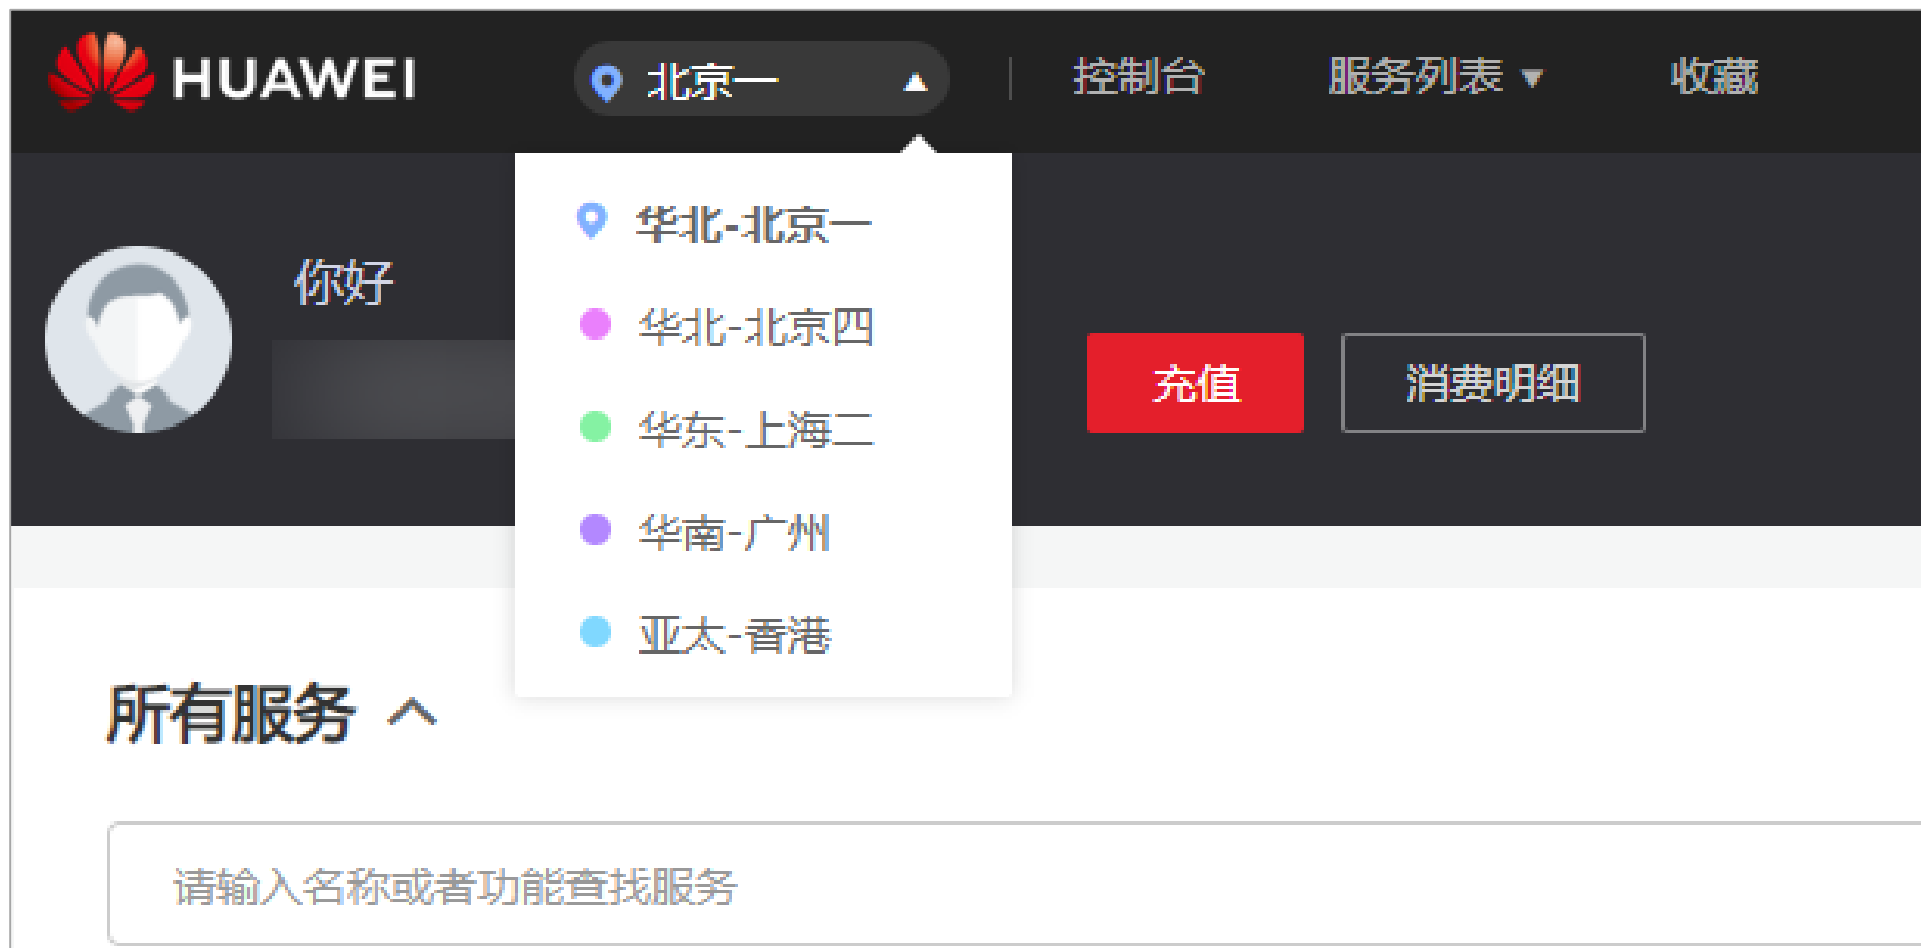 HUAWEI 北京一 控制台 服务列表 收藏
华北-北京一
你好
华北-北京四
华东-上海二
华南-广州
亚太-香港
充值 消费明细
所有服务
请输入名称或者功能查找服务